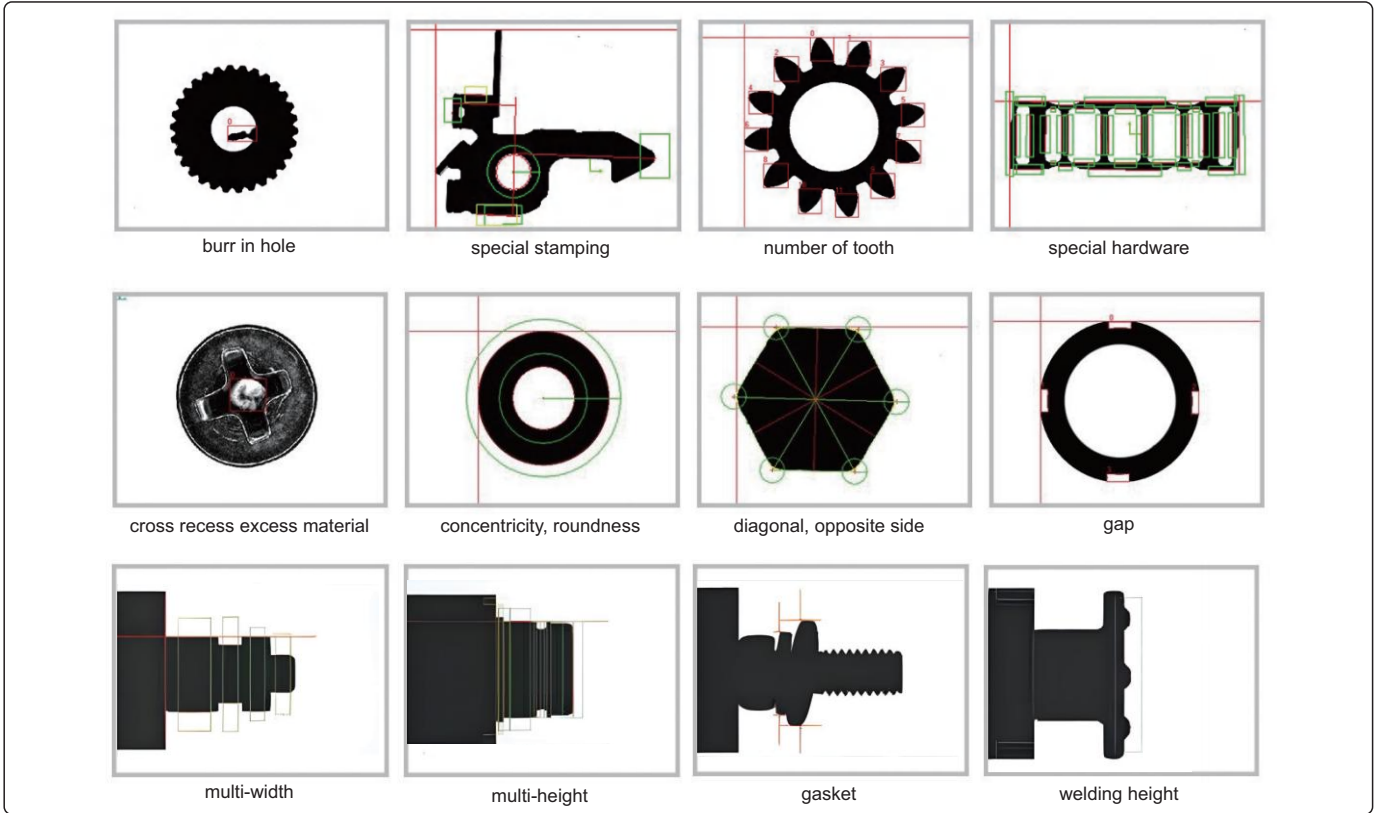 burr in hole
special stamping
number of tooth
special hardware
cross recess excess material
concentricity, roundness
diagonal, opposite side
gap
multi-width
multi-height
gasket
welding height